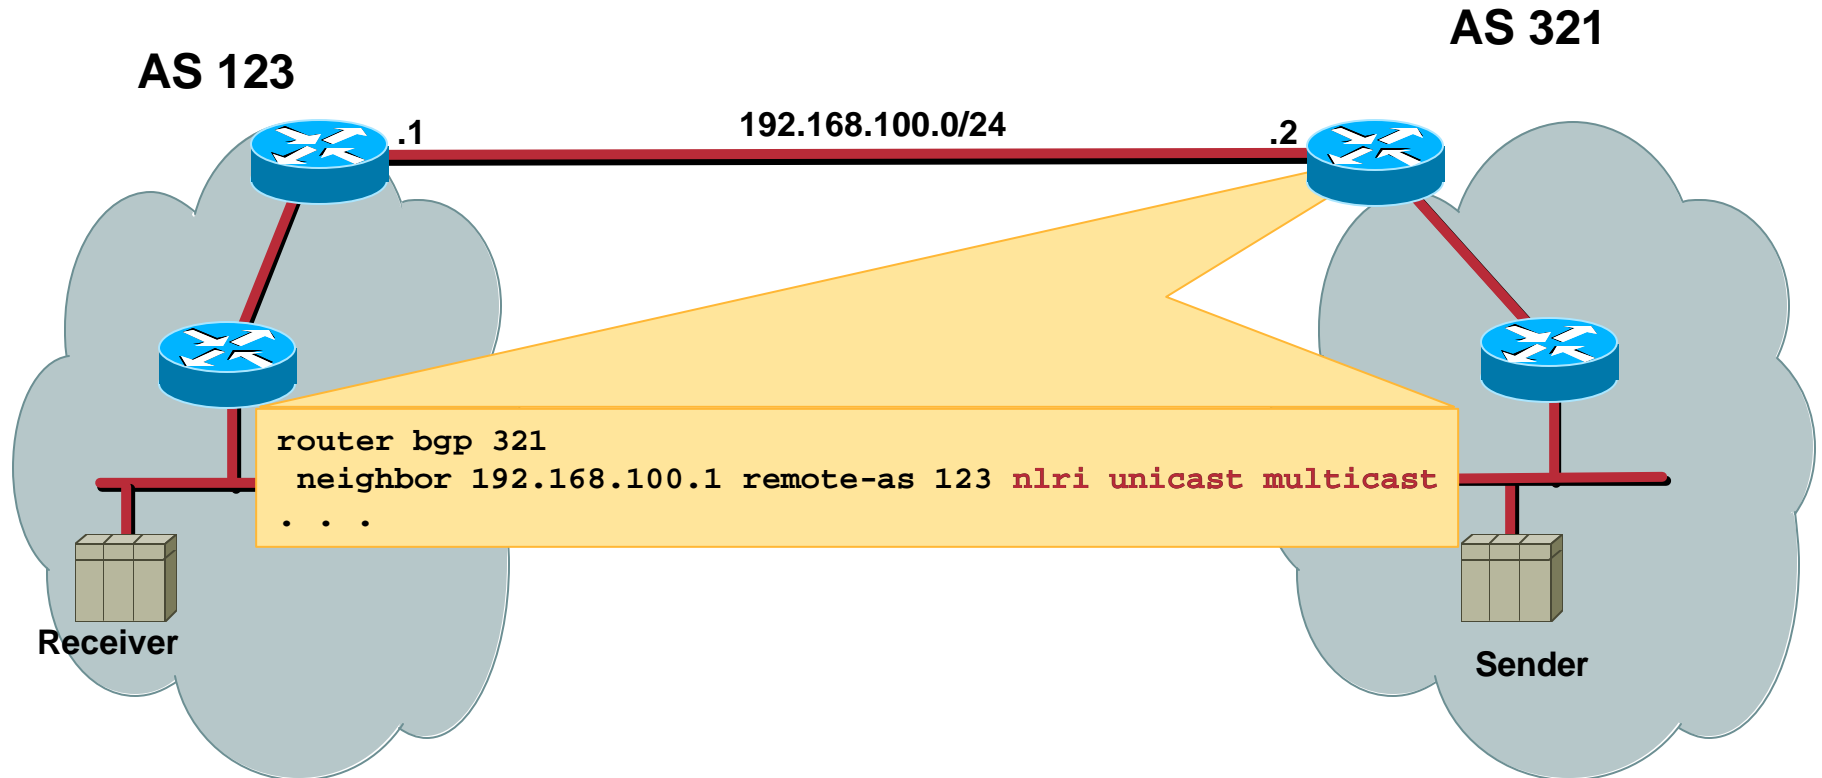 AS 123
AS 321
.1
192.168.100.0/24
.2
router bgp 321
neighbor 192.168.100.1 remote-as 123 nlri unicast multicast
. . .
Receiver
Sender